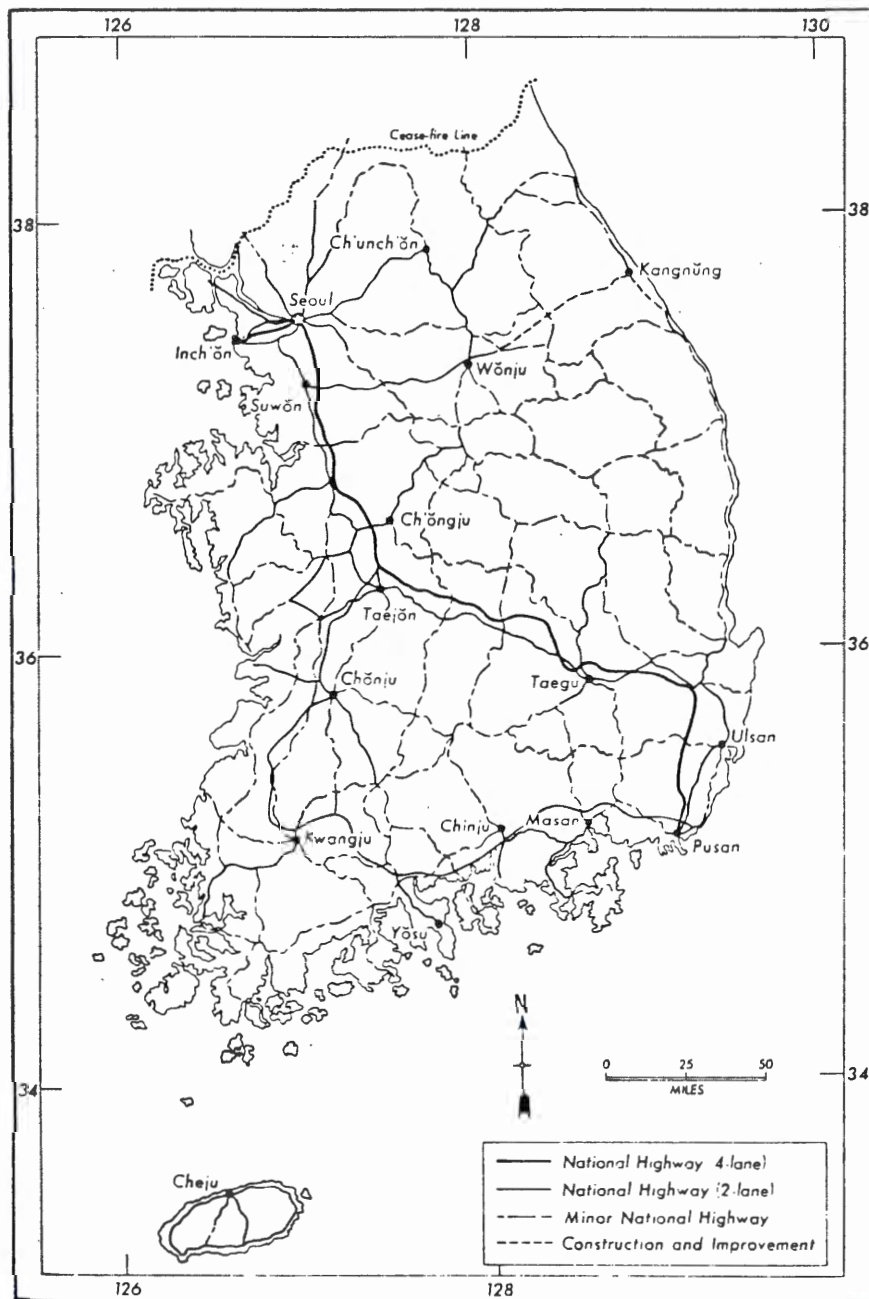 126 128 130
Cease-fire Line
38 38
Ch'unch'ŏn
Kangnŭng
Seoul
Inch'ŏn
Wŏnju
Suwŏn
Ch'ŏngju
Taejŏn
36 36
Taegu
Chŏnju
Ulsan
Chinju
Masan
Kwangju
Pusan
Yŏsu
N
0 25 50
MILES
34 34
Cheju
National Highway 4-lane)
National Highway (2-lane)
Minor National Highway
Construction and Improvement
126 128